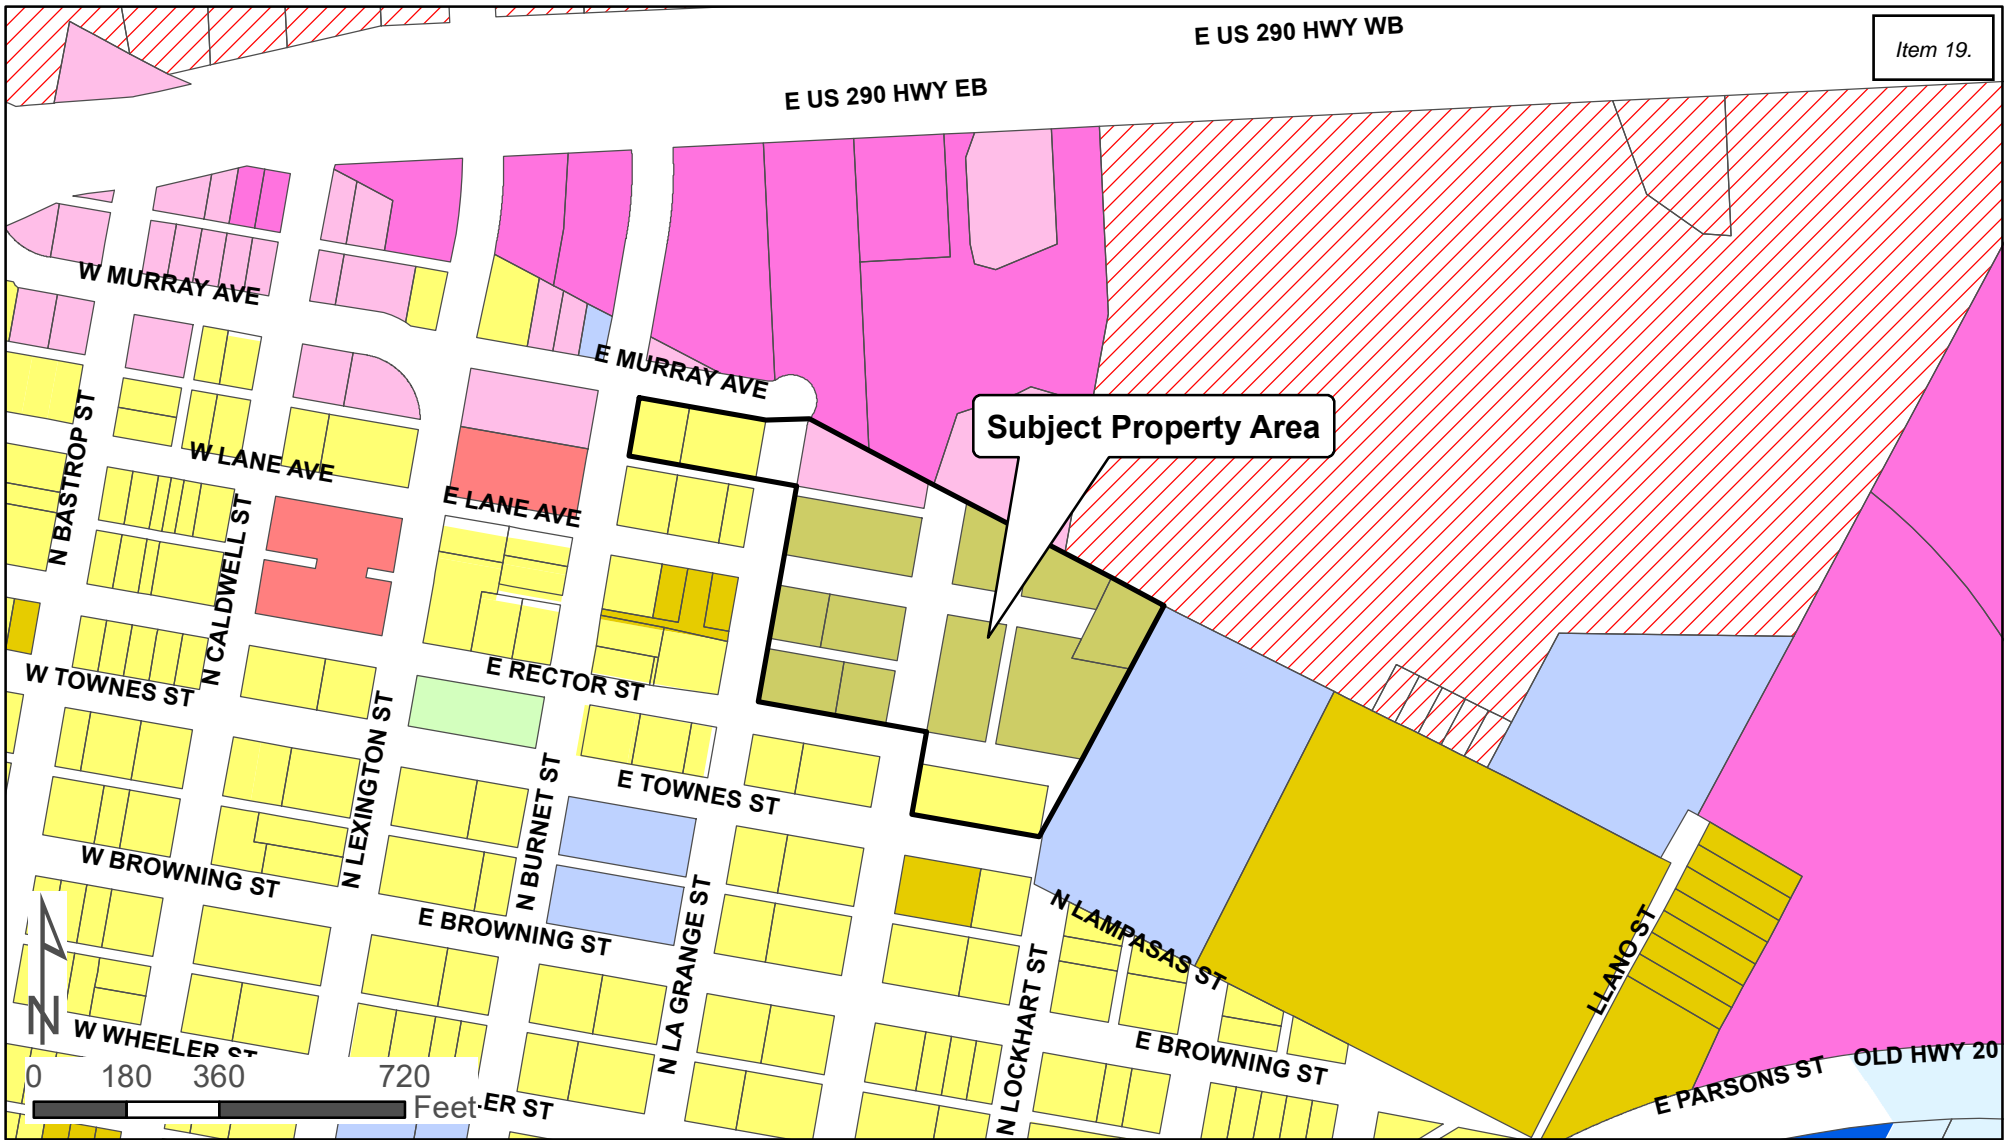 E US 290 HWY WB
Item 19.
E US 290 HWY EB
W MURRAY AVE
E MURRAY AVE
Subject Property Area
N BASTROP ST
W LANE AVE
E LANE AVE
N CALDWELL ST
E RECTOR ST
W TOWNES ST
N LEXINGTON ST
E TOWNES ST
N BURNET ST
W BROWNING ST
E BROWNING ST
N LA GRANGE ST
N LAMPASAS ST
LLANO ST
N LOCKHART ST
N
W WHEELER ST
E BROWNING ST
OLD HWY 20
E PARSONS ST
0 180 360 720
Feet
ER ST